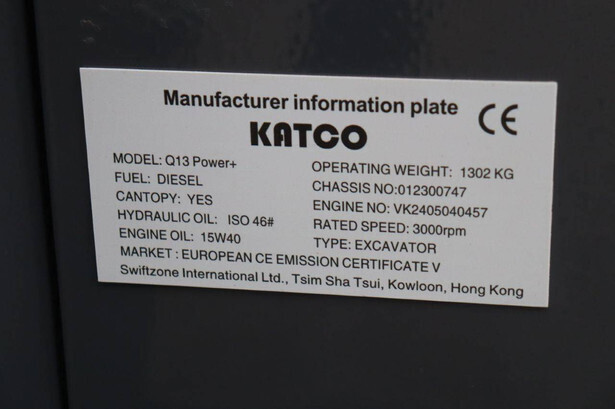 Manufacturer information plate CE
KATCO
MODEL: Q13 Power+ OPERATING WEIGHT: 1302 KG
FUEL: DIESEL CHASSIS NO:012300747
CANTOPY: YES ENGINE NO: VK2405040457
HYDRAULIC OIL: ISO 46# RATED SPEED: 3000rpm
ENGINE OIL: 15W40 TYPE: EXCAVATOR
MARKET : EUROPEAN CE EMISSION CERTIFICATE V
Swiftzone International Ltd., Tsim Sha Tsui, Kowloon, Hong Kong